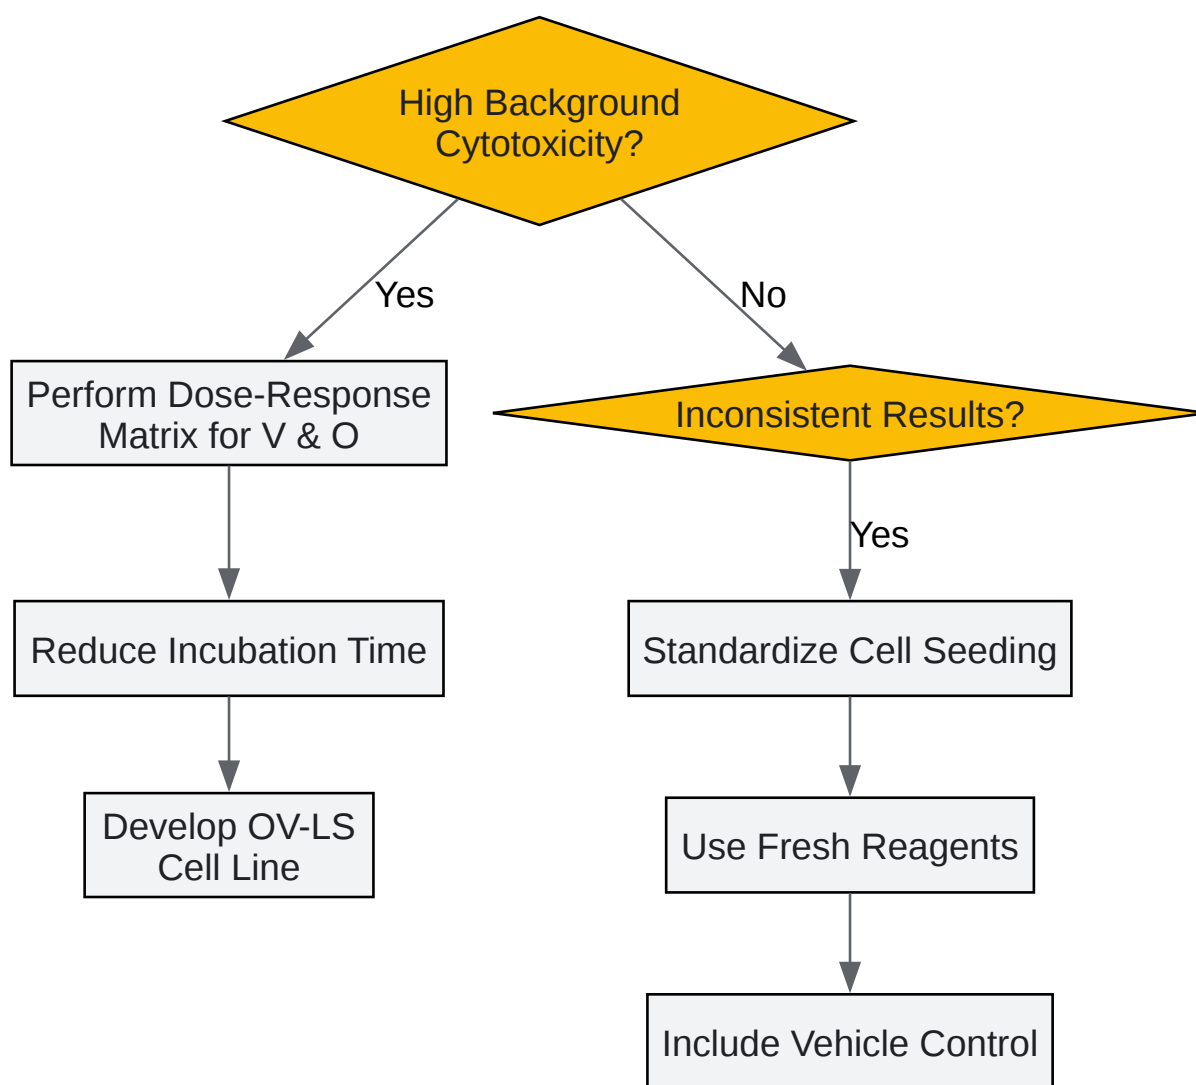 High Background
Cytotoxicity?
Yes
No
Perform Dose-Response
Matrix for V & O
Inconsistent Results?
Yes
Reduce Incubation Time
Standardize Cell Seeding
Develop OV-LS
Cell Line
Use Fresh Reagents
Include Vehicle Control